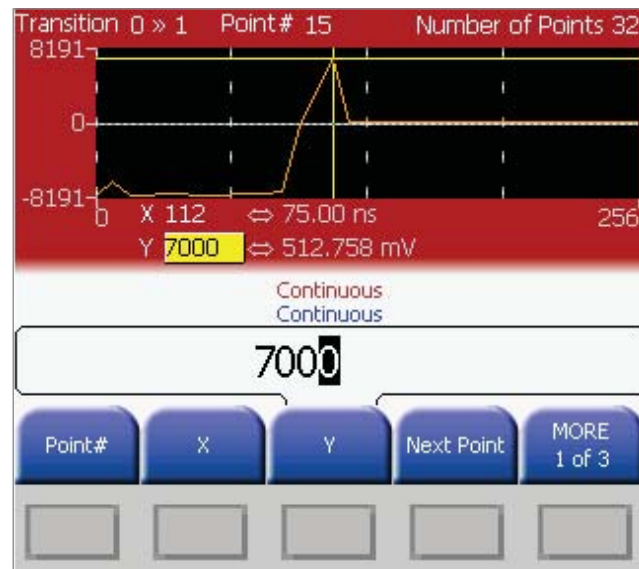 Transition 0 » 1 Point# 15 Number of Points 32
8191
0
-8191
0 X 112 ⇔ 75.00 ns 256
Y 7000 ⇔ 512.758 mV
Continuous
Continuous
7000
Point# X Y Next Point MORE
1 of 3